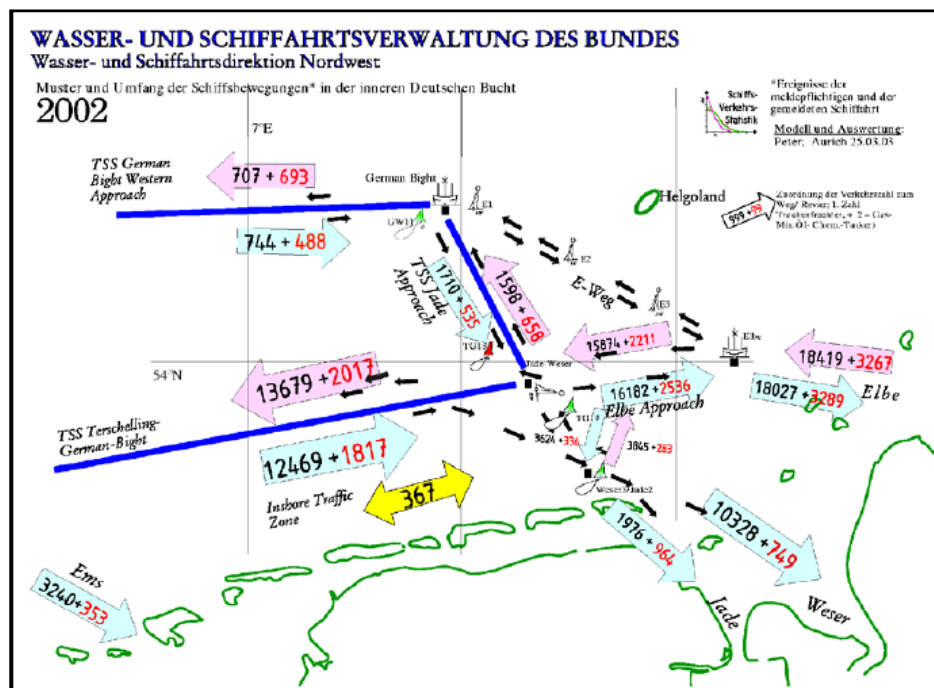 WASSER- UND SCHIFFAHRTSVERWALTUNG DES BUNDES
Wasser- und Schiffahrtsdirektion Nordwest
Muster und Umfang der Schiffsbewegungen* in der inneren Deutschen Bucht
2002
Schiffs-
Verkehrs-
Statistik
*Ereignisse der
meldepflichtigen und der
gemeldeten Schiffahrt
Modell und Auswertung:
Peter; Aurich 25.03.03
7°E
TSS German
Bight Western
Approach
707 + 693
German Bight
E1
Helgoland
Zuordnung der Verkehrszahl zum
Weg/ Revier; 1. Zahl
Trockenfrachter, + 2 = Gas-
Min.Öl- Chem.-Tanker)
999 + 99
744 + 488
E2
TSS Jade
Approach
1710 + 535
1598 + 658
E-Weg
E3
Elbe
15874 +2211
18419 +3267
54°N
Jade-Weser
13679 +2017
16182 +2536
18027 +3289
Elbe
Elbe Approach
TSS Terschelling-
German-Bight
3624 +336
3845 +283
12469 +1817
367
Inshore Traffic
Zone
1976 + 964
10328 + 749
Ems
3240+353
Jade
Weser